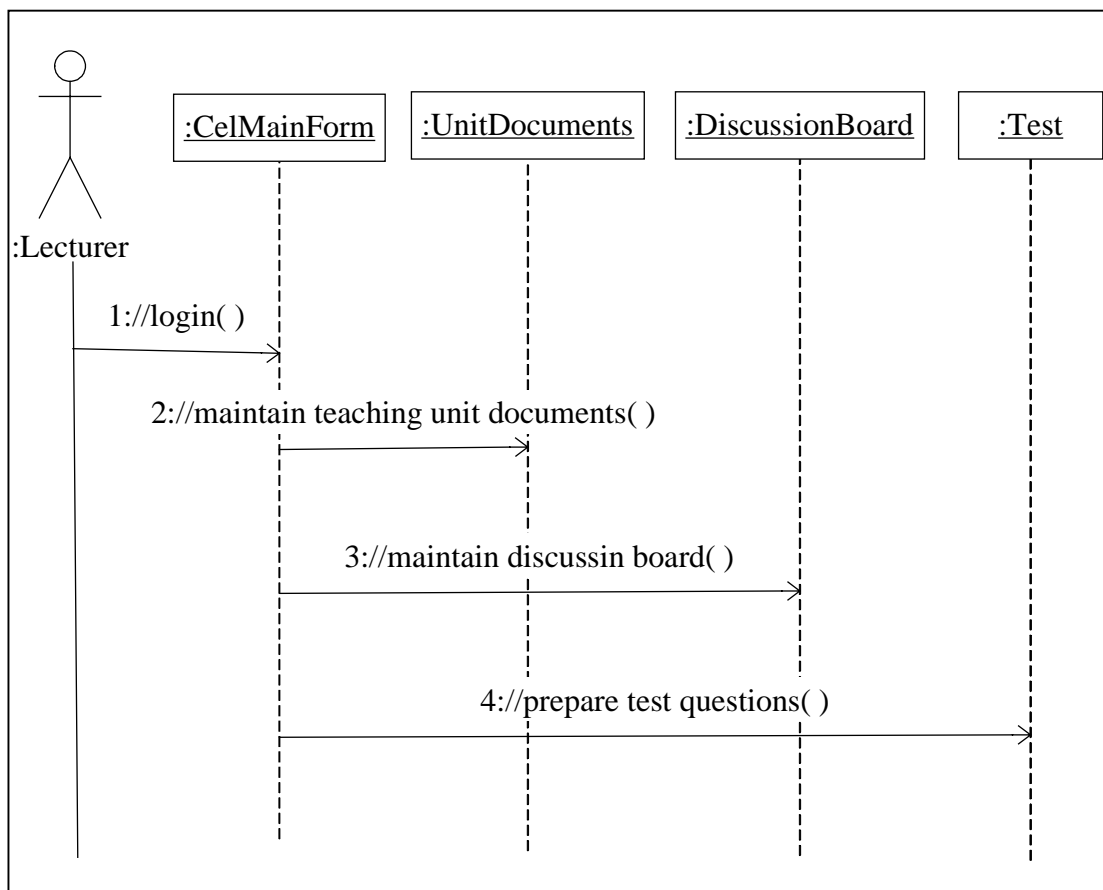 :CelMainForm
:UnitDocuments
:DiscussionBoard
:Test
:Lecturer
1://login( )
2://maintain teaching unit documents( )
3://maintain discussin board( )
4://prepare test questions( )